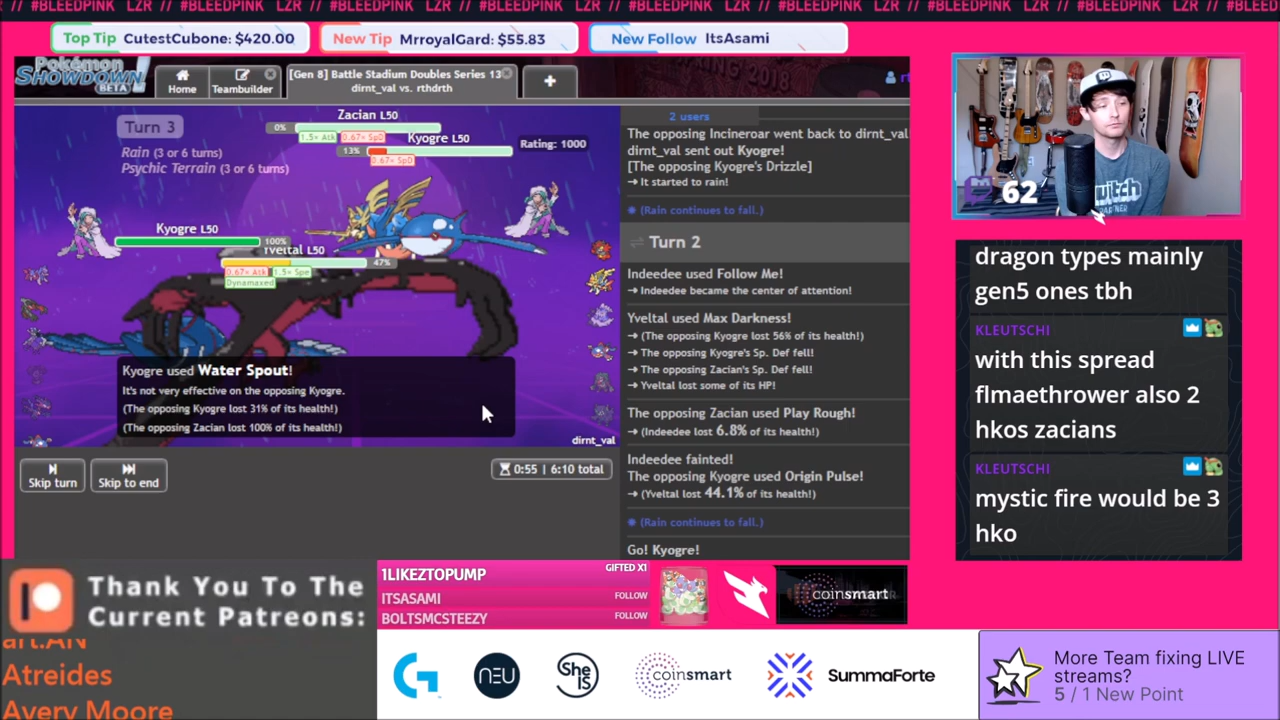 // #BLEEDPINK LZR // #BLEEDPINK LZR // #BLEEDPINK LZR // #BLEEDPINK LZR // #BLEEDPINK LZR // #BLEEDPINK LZR // #BLEED
Top Tip CutestCubone: $420.00
New Tip MrroyalGard: $55.83
New Follow ItsAsami
Pokémon
SHOWDOWN!
BETA
Home
Teambuilder
[Gen 8] Battle Stadium Doubles Series 13
dirnt_val vs. rthdrth
Turn 3
Rain (3 or 6 turns)
Psychic Terrain (3 or 6 turns)
Zacian L50
0%
1.5× Atk 0.67× SpD
Kyogre L50
13%
0.67× SpD
Rating: 1000
Kyogre L50
100%
Yveltal L50
47%
0.67× Atk 1.5× Spe
Dynamaxed
Kyogre used Water Spout!
It's not very effective on the opposing Kyogre.
(The opposing Kyogre lost 31% of its health!)
(The opposing Zacian lost 100% of its health!)
dirnt_val
Skip turn
Skip to end
0:55 | 6:10 total
2 users
The opposing Incineroar went back to dirnt_val
dirnt_val sent out Kyogre!
[The opposing Kyogre's Drizzle]
→ It started to rain!
(Rain continues to fall.)
Turn 2
Indeedee used Follow Me!
→ Indeedee became the center of attention!
Yveltal used Max Darkness!
→ (The opposing Kyogre lost 56% of its health!)
→ The opposing Kyogre's Sp. Def fell!
→ The opposing Zacian's Sp. Def fell!
→ Yveltal lost some of its HP!
The opposing Zacian used Play Rough!
→ (Indeedee lost 6.8% of its health!)
Indeedee fainted!
The opposing Kyogre used Origin Pulse!
→ (Yveltal lost 44.1% of its health!)
(Rain continues to fall.)
Go! Kyogre!
62
twitch
dragon types mainly
gen5 ones tbh
KLEUTSCHI
with this spread
flmaethrower also 2
hkos zacians
KLEUTSCHI
mystic fire would be 3
hko
Thank You To The
Current Patreons:
art.AN
Atreides
Avery Moore
1LIKEZTOPUMP
GIFTED X1
ITSASAMI
FOLLOW
BOLTSMCSTEEZY
FOLLOW
coinsmart
G
NEU
She
IS
coinsmart
SummaForte
More Team fixing LIVE
streams?
5 / 1 New Point